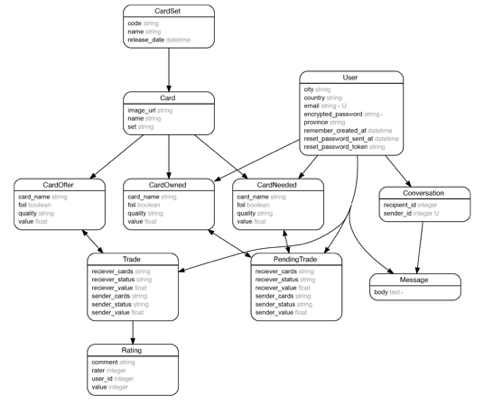 CardSet
code string
name string
release_date datetime
Card
image_url string
name string
set string
User
city string
country string
email string ∗ U
encrypted_password string ∗
province string
remember_created_at datetime
reset_password_sent_at datetime
reset_password_token string
CardOffer
card_name string
foil boolean
quality string
value float
CardOwned
card_name string
foil boolean
quality string
value float
CardNeeded
card_name string
foil boolean
quality string
value float
Conversation
recipient_id integer
sender_id integer U
Trade
reciever_cards string
reciever_status string
reciever_value float
sender_cards string
sender_status string
sender_value float
PendingTrade
reciever_cards string
reciever_status string
reciever_value float
sender_cards string
sender_status string
sender_value float
Message
body text ∗
Rating
comment string
rater integer
user_id integer
value integer